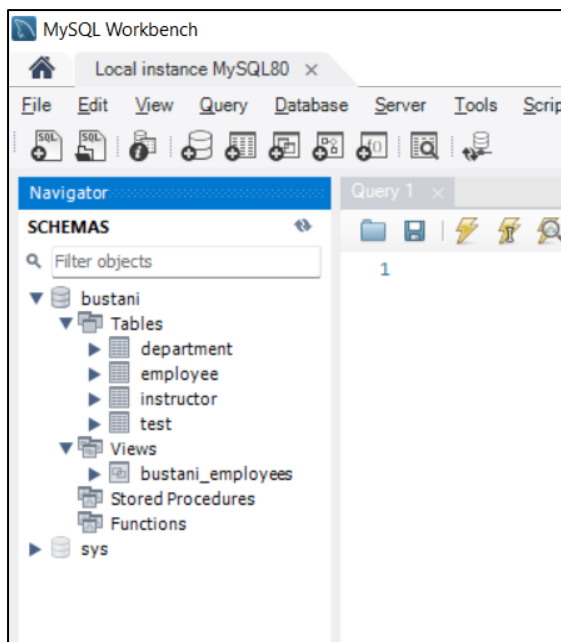 MySQL Workbench
Local instance MySQL80
File Edit View Query Database Server Tools Scrip
Navigator Query 1
SCHEMAS
Filter objects
1
bustani
Tables
department
employee
instructor
test
Views
bustani_employees
Stored Procedures
Functions
sys